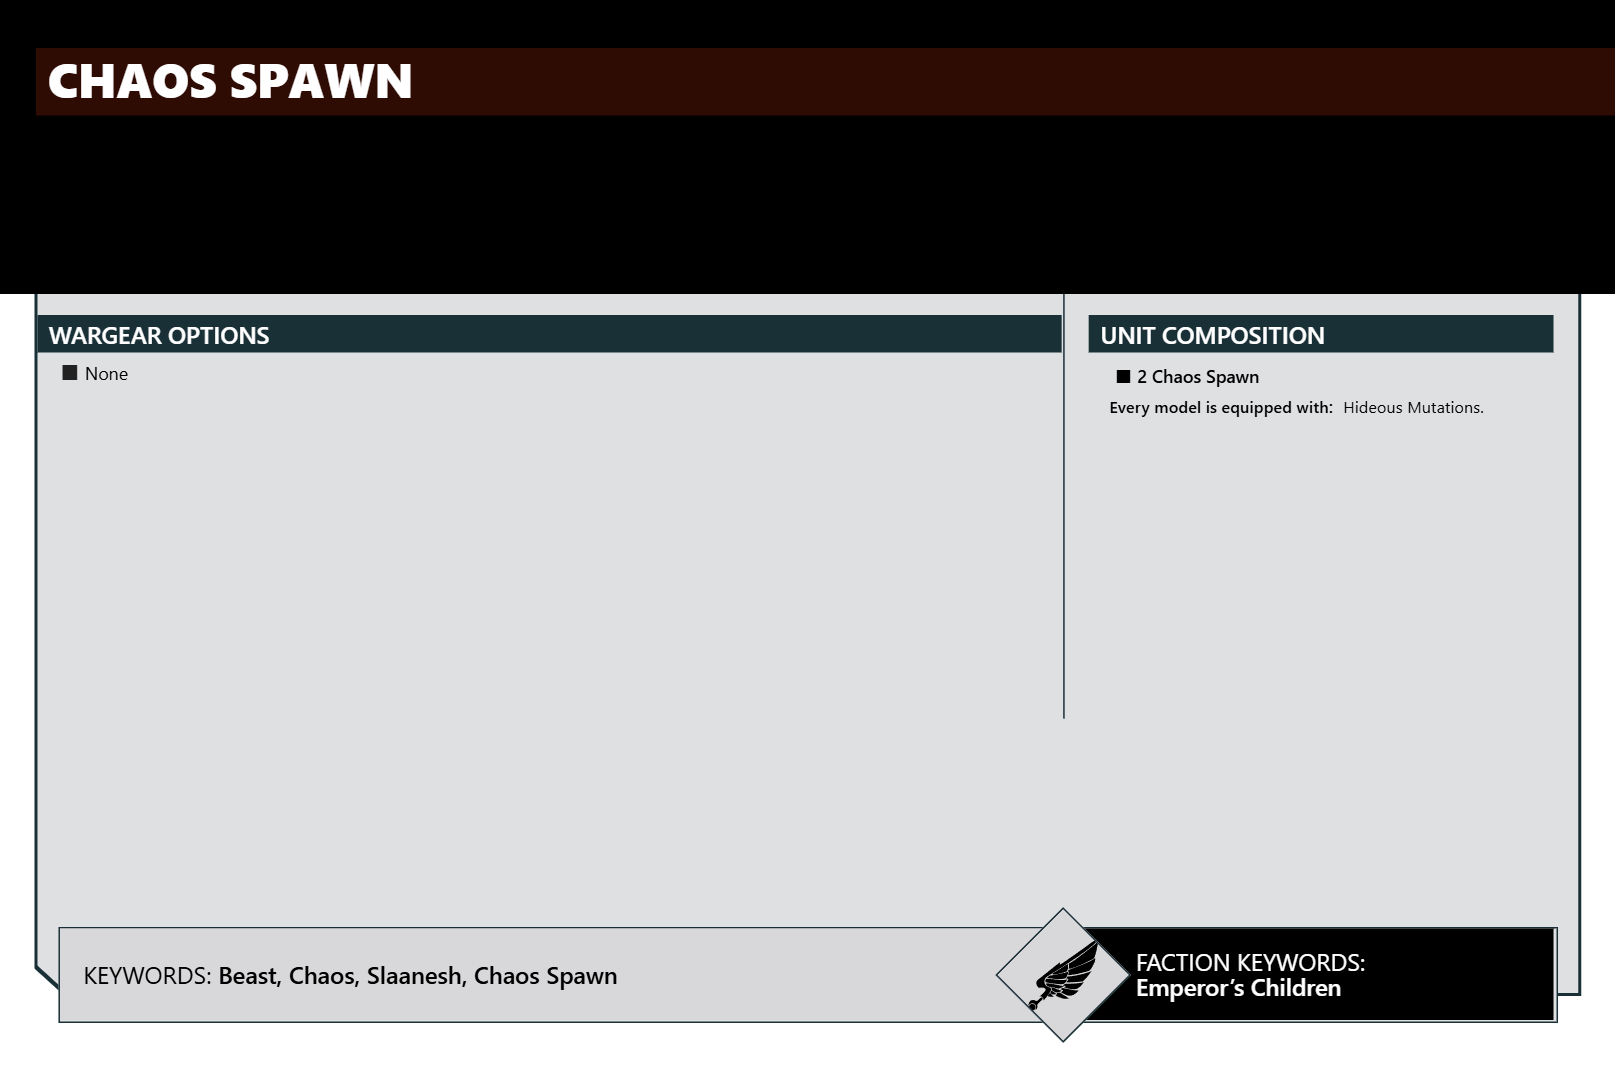 CHAOS SPAWN
WARGEAR OPTIONS
■ None
UNIT COMPOSITION
■ 2 Chaos Spawn
Every model is equipped with: Hideous Mutations.
KEYWORDS: Beast, Chaos, Slaanesh, Chaos Spawn
FACTION KEYWORDS:
Emperor’s Children